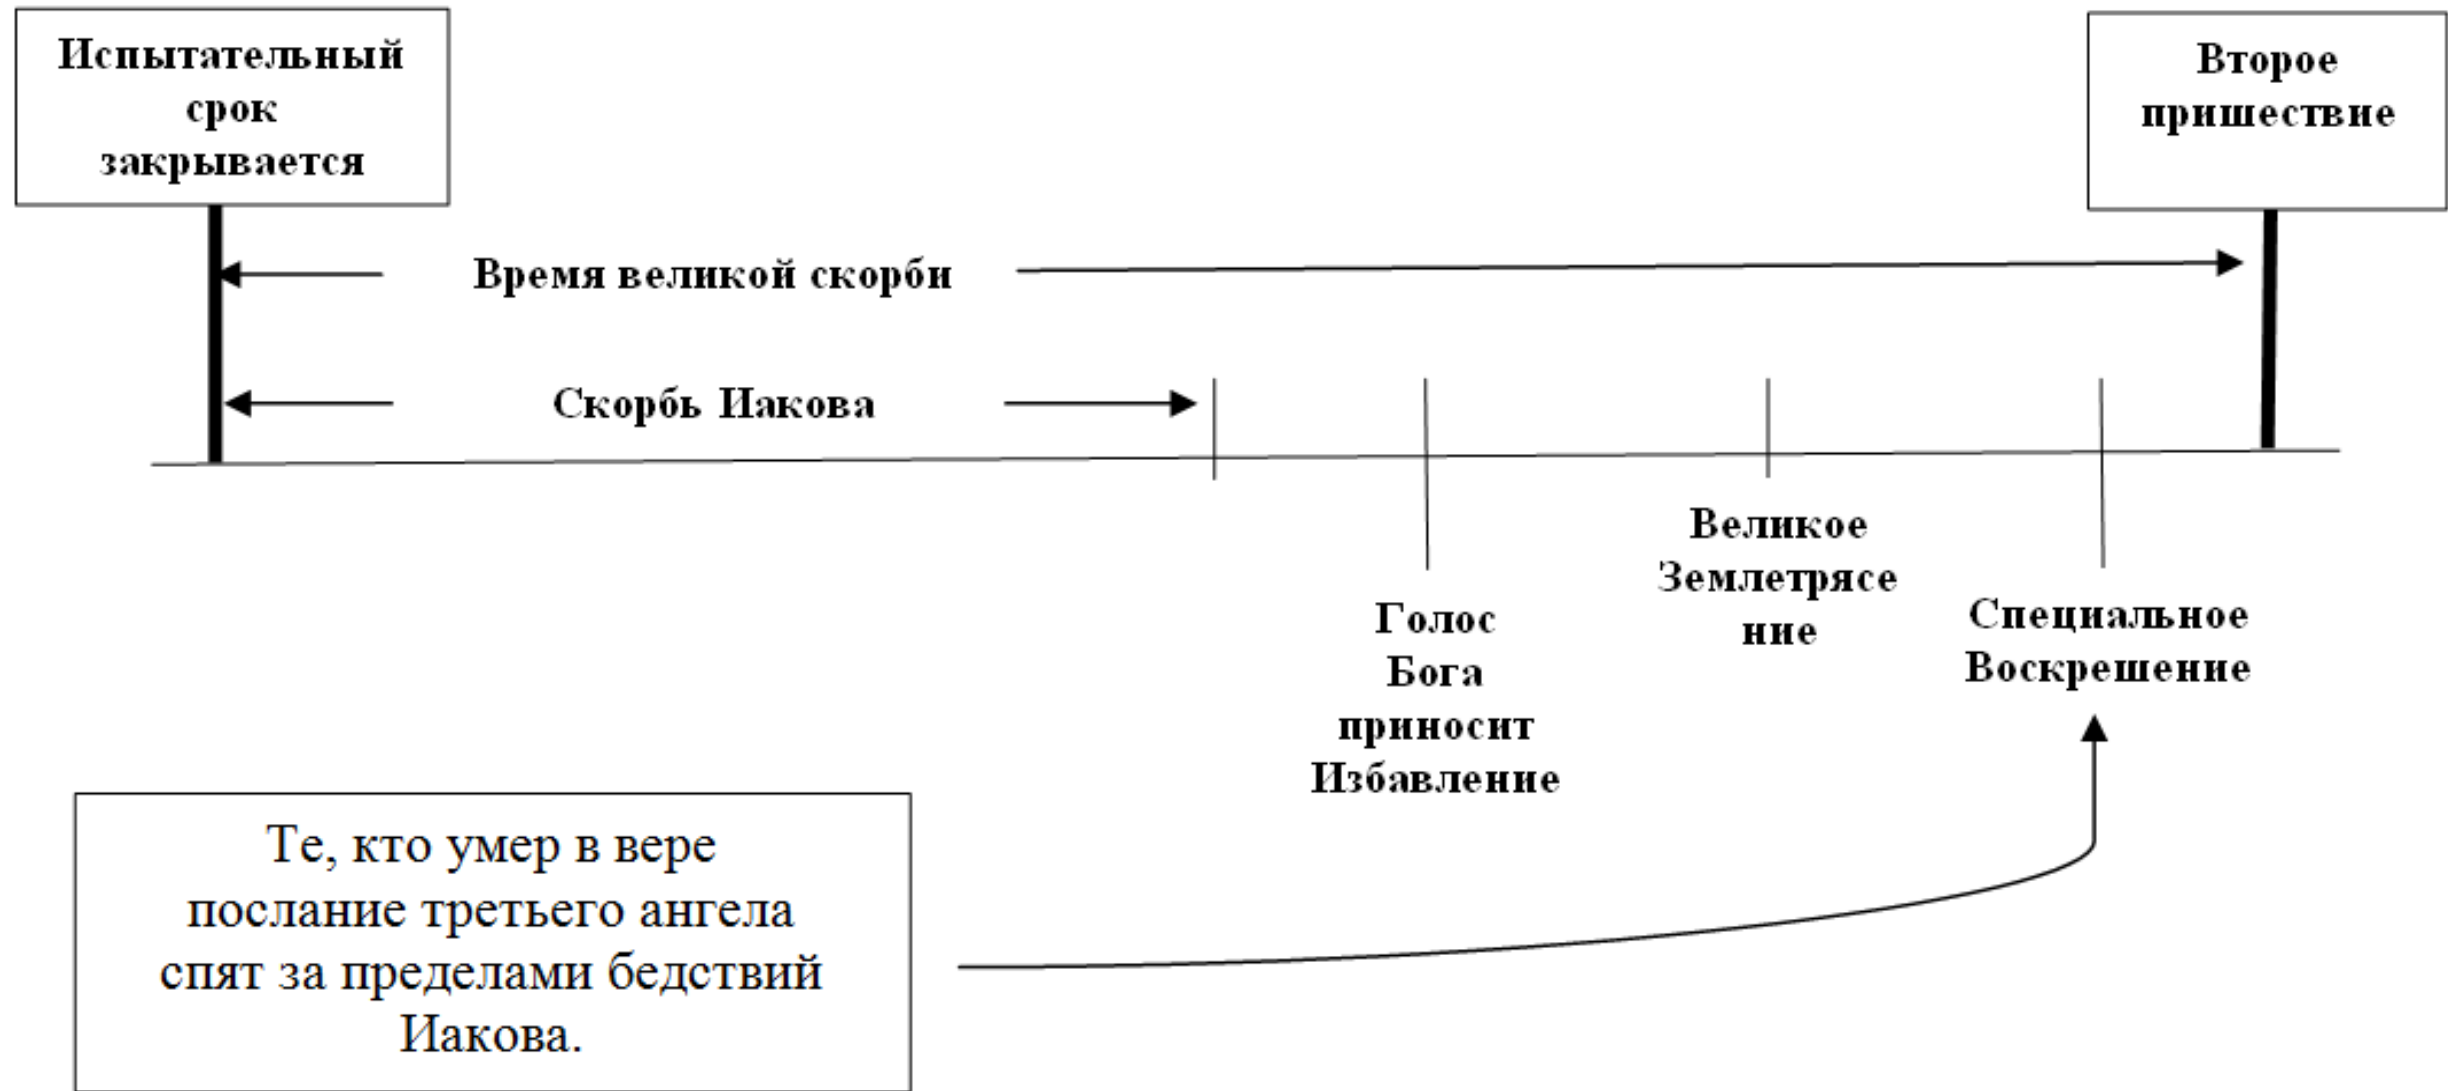 Испытательный
срок
закрывается
Второе
пришествие
Время великой скорби
Скорбь Иакова
Великое
Землетрясе
ние
Голос
Бога
приносит
Избавление
Специальное
Воскрешение
Те, кто умер в вере
послание третьего ангела
спят за пределами бедствий
Иакова.